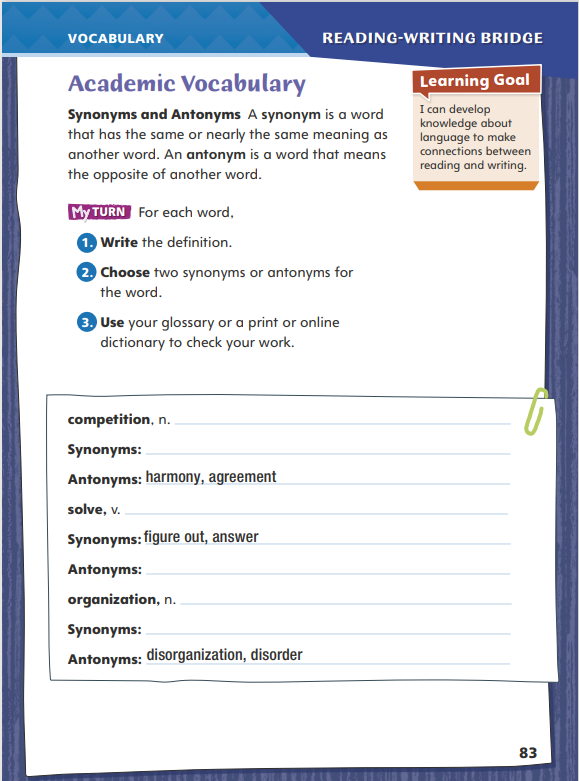 VOCABULARY
READING-WRITING BRIDGE
Academic Vocabulary
Synonyms and Antonyms A synonym is a word
that has the same or nearly the same meaning as
another word. An antonym is a word that means
the opposite of another word.
Learning Goal
I can develop
knowledge about
language to make
connections between
reading and writing.
My TURN For each word,
1. Write the definition.
2. Choose two synonyms or antonyms for
the word.
3. Use your glossary or a print or online
dictionary to check your work.
competition, n.
Synonyms:
Antonyms: harmony, agreement
solve, v.
Synonyms: figure out, answer
Antonyms:
organization, n.
Synonyms:
Antonyms: disorganization, disorder
83